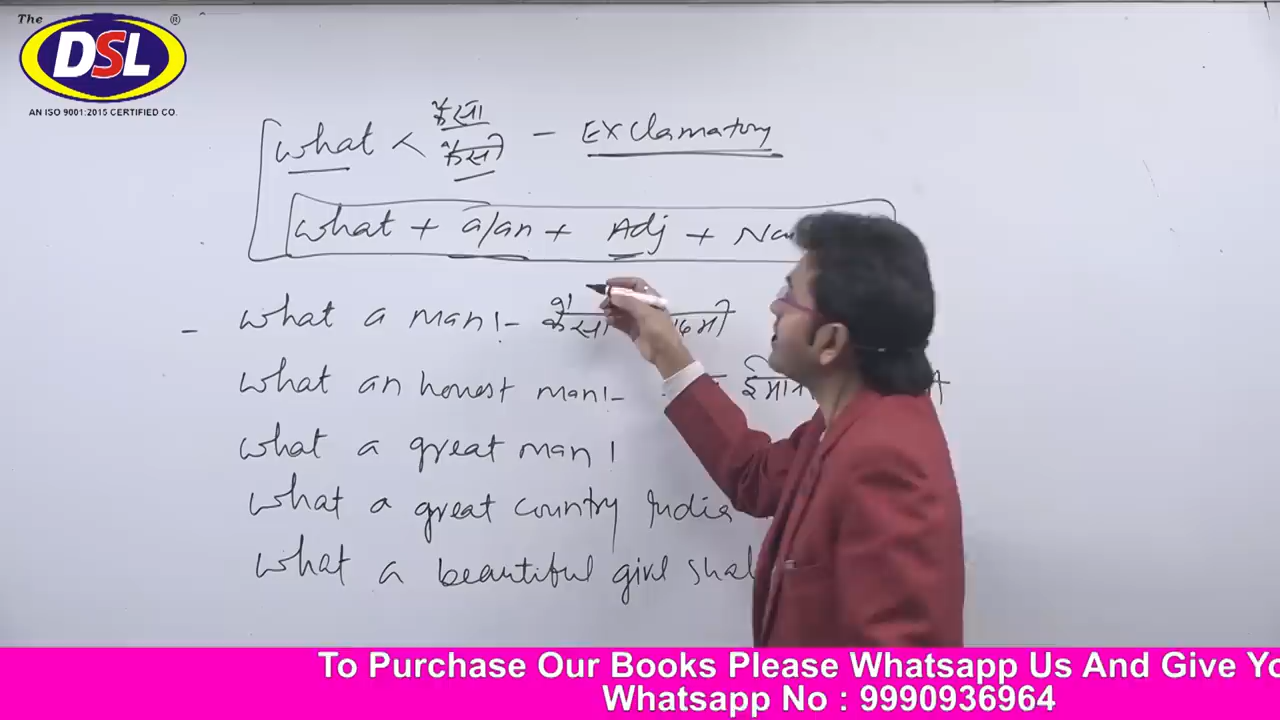 The
®
DSL
AN ISO 9001:2015 CERTIFIED CO.
what < कैसा कैसी - Exclamatory
what + a/an + Adj + Nou
- what a man! - कैसा
what an honest man! -
what a great man!
what a great country India
what a beautiful girl Shal
To Purchase Our Books Please Whatsapp Us And Give Yo
Whatsapp No : 9990936964